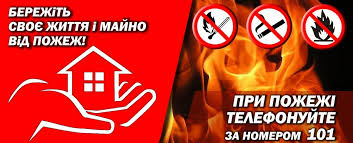 БЕРЕЖІТЬ
СВОЄ ЖИТТЯ І МАЙНО
ВІД ПОЖЕЖ!
ПРИ ПОЖЕЖІ
ТЕЛЕФОНУЙТЕ
ЗА НОМЕРОМ 101